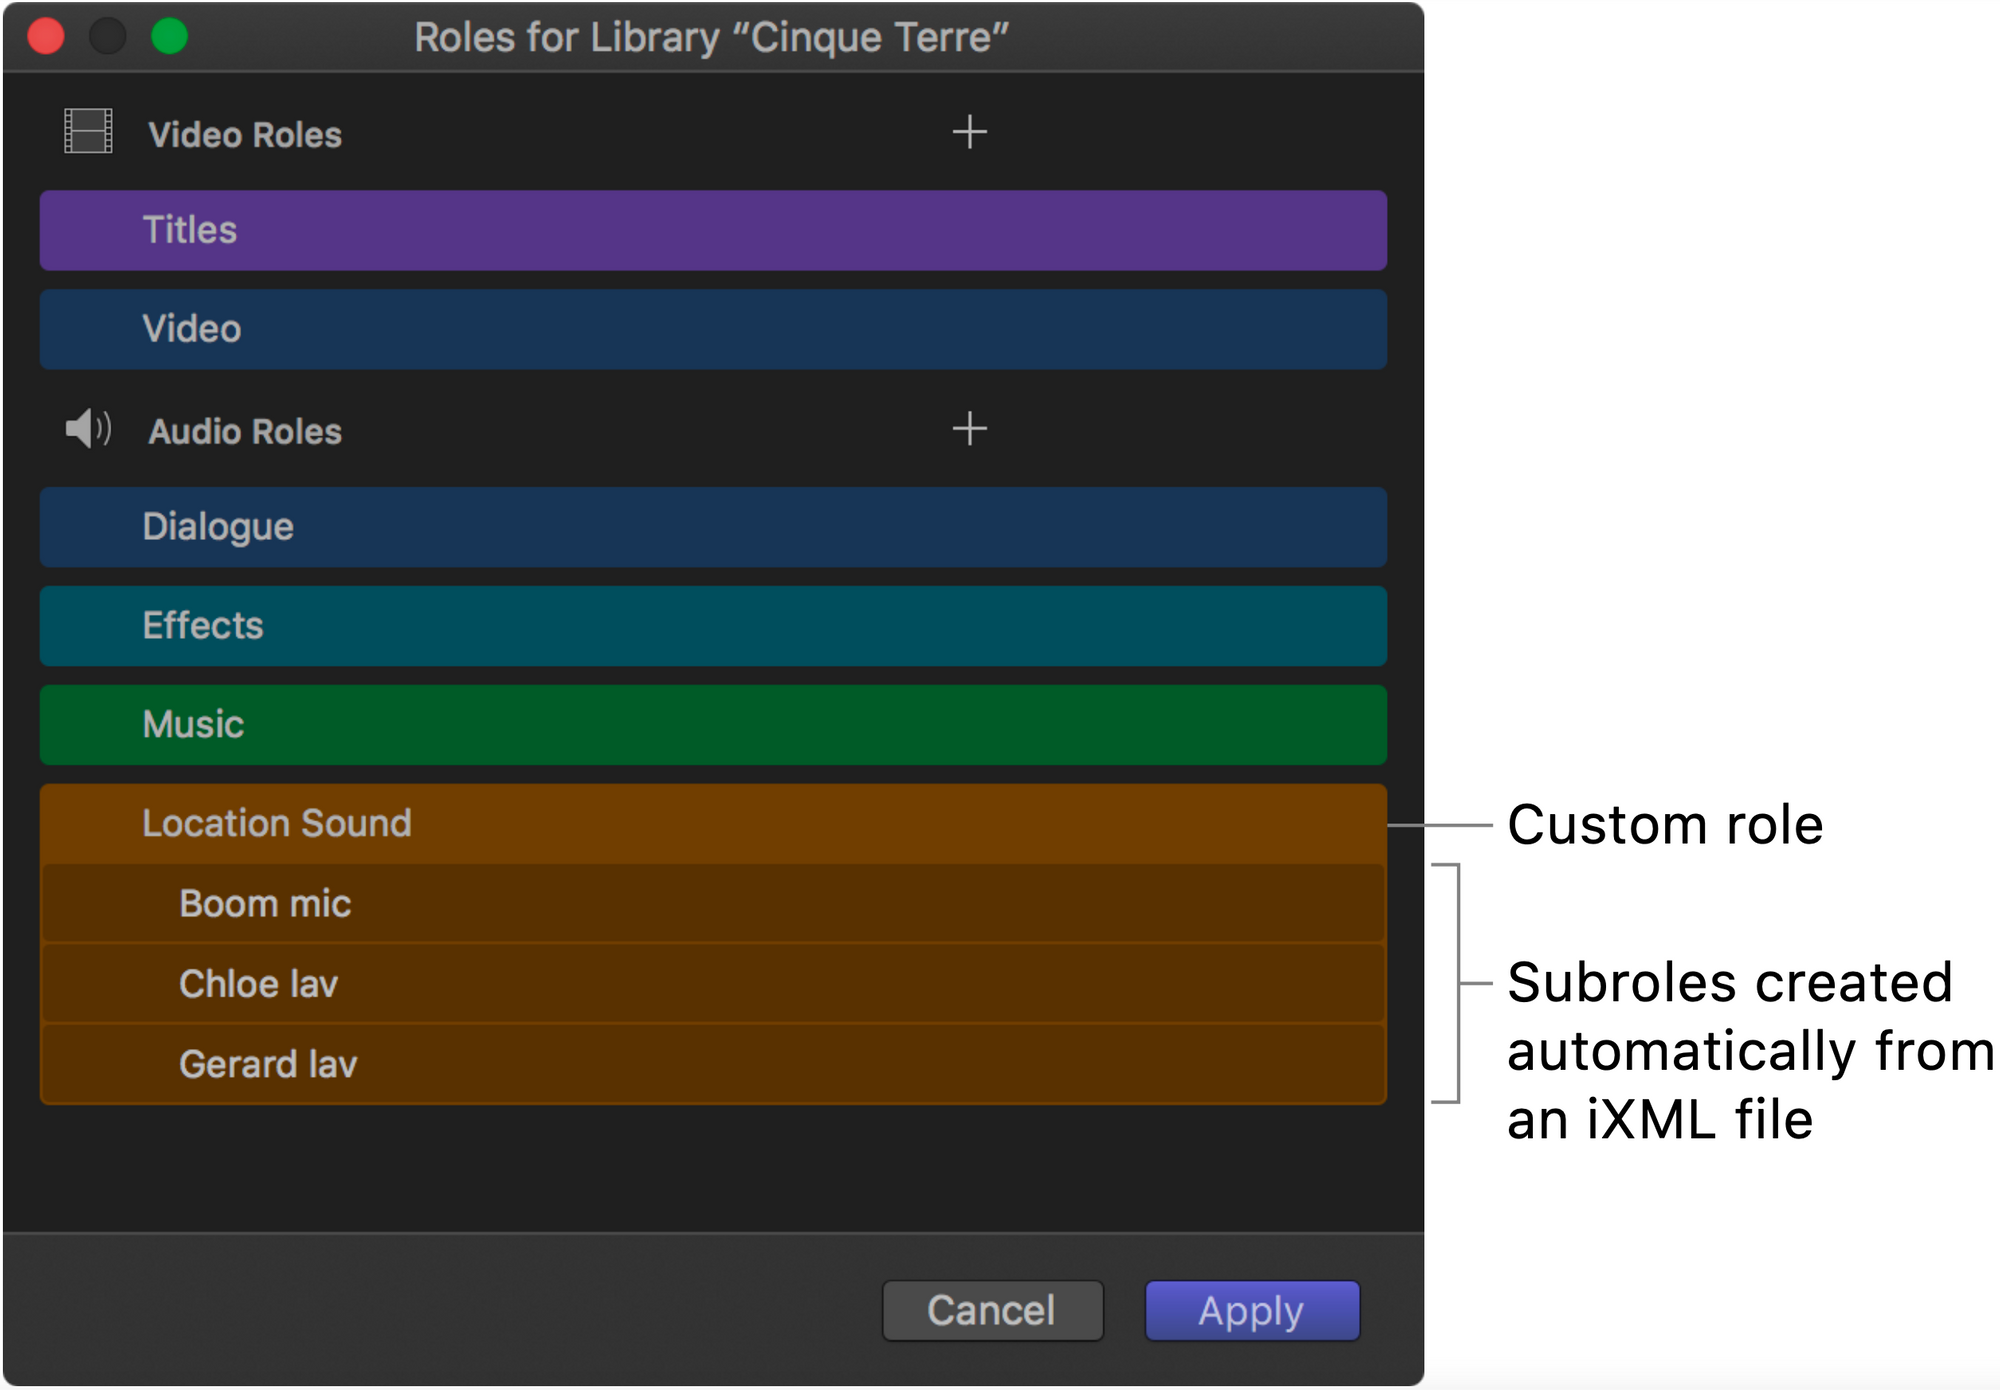 Roles for Library “Cinque Terre”
Video Roles
Titles
Video
Audio Roles
Dialogue
Effects
Music
Location Sound
Custom role
Boom mic
Chloe lav
Gerard lav
Subroles created
automatically from
an iXML file
Cancel
Apply